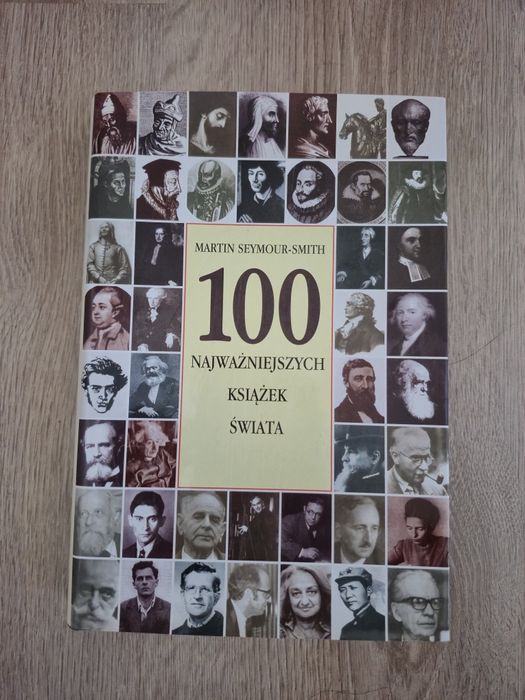 MARTIN SEYMOUR-SMITH
100
NAJWAŻNIEJSZYCH
KSIĄŻEK
ŚWIATA